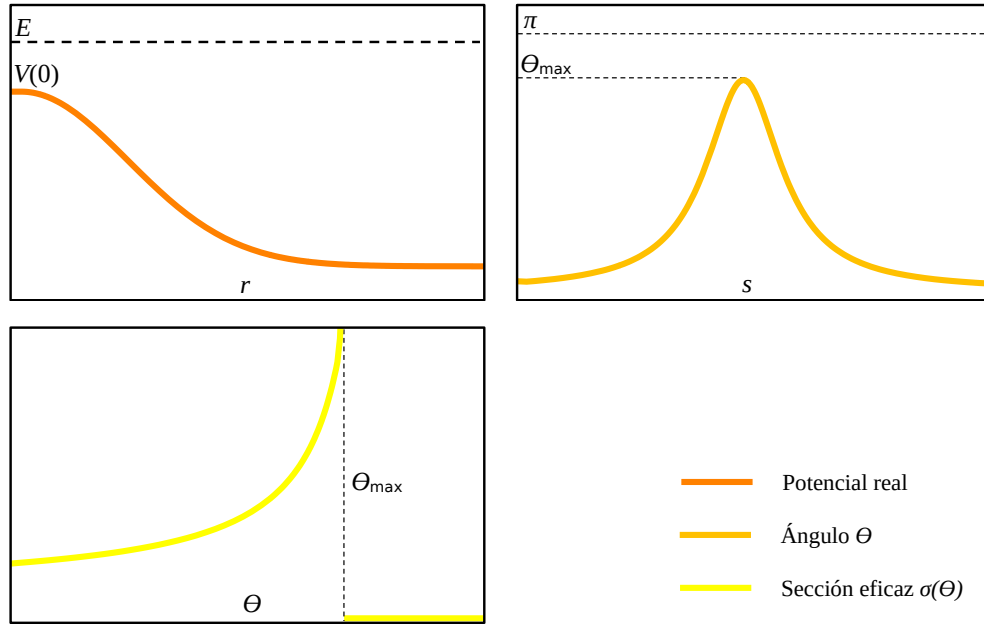 E
V(0)
r
π
ϴmax
s
ϴmax
ϴ
Potencial real
Ángulo ϴ
Sección eficaz σ(ϴ)